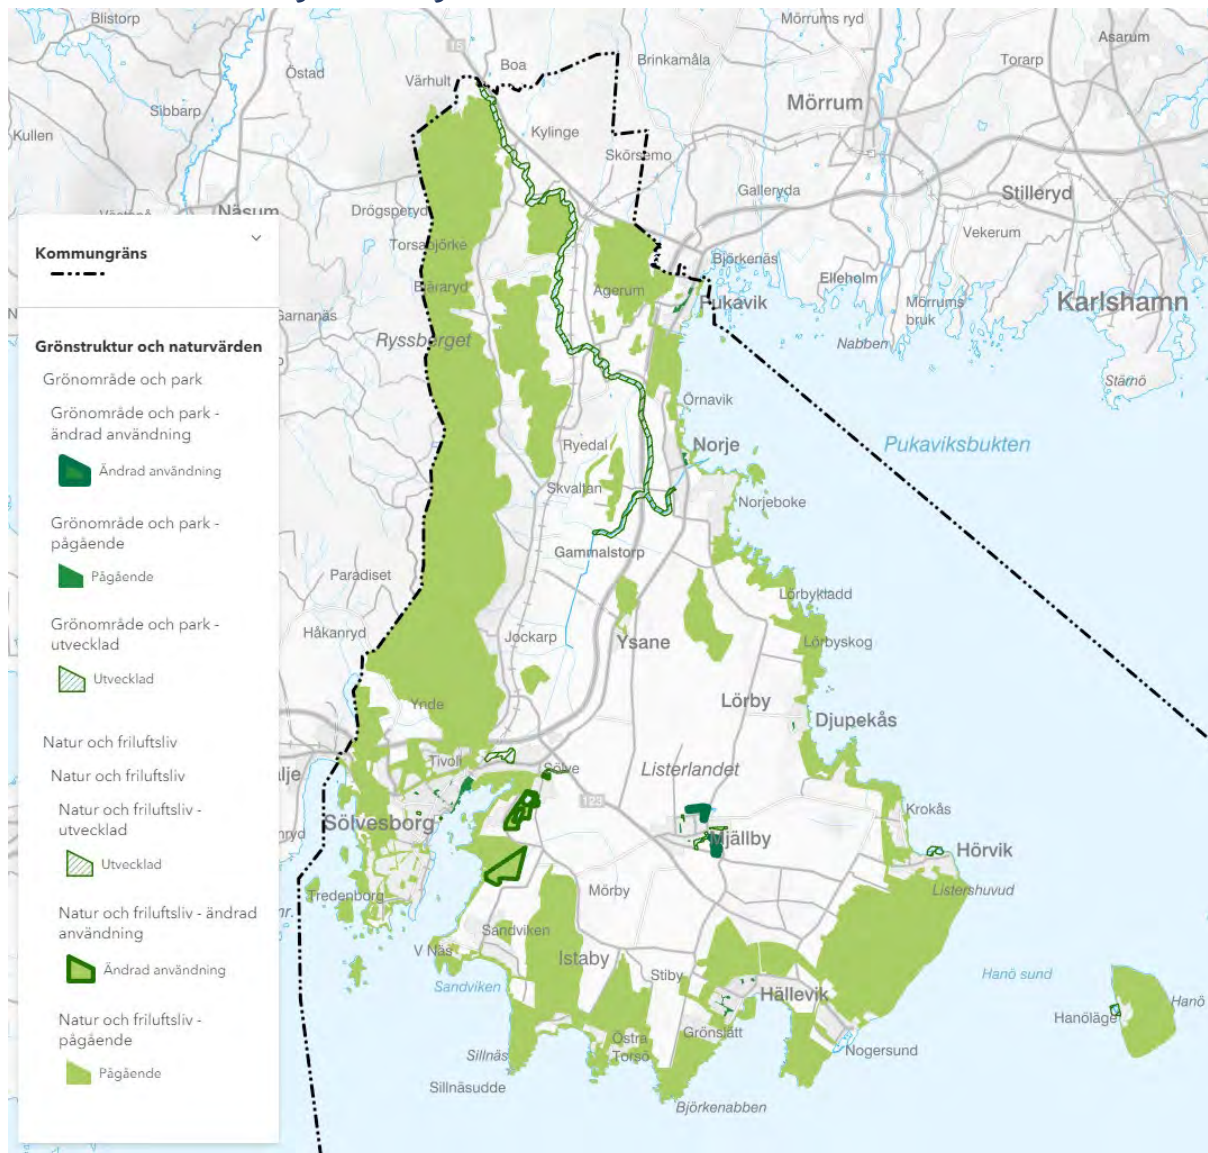 Blistorp
Mörrums ryd
Asarum
15
Boa
Brinkamåla
Torarp
Östad
Värhult
Sibbarp
Mörrum
Kullen
Kylinge
Skörsemo
Galleryda
Stilleryd
Näsum
Drögsperyd
Vekerum
Torsabjörke
Björkenäs
Elleholm
Bjäraryd
Agerum
Pukavik
Mörrums
bruk
Karlshamn
Garnanäs
Ryssberget
Nabben
Stärnö
Örnavik
Ryedal
Norje
Pukaviksbukten
Skvaltan
Norjeboke
Gammalstorp
Paradiset
Lörbykladd
Håkanryd
Jockarp
Ysane
Lörbyskog
Ynde
Lörby
Djupekås
Tivoli
Sölve
Listerlandet
123
Krokås
Sölvesborg
Mjällby
Hörvik
Tredenborg
Mörby
Listershuvud
Sandviken
V Näs
Istaby
Stiby
Hanö sund
Sandviken
Hällevik
Hanö
Hanöläge
Grönslätt
Östra
Torsö
Nogersund
Sillnäs
Sillnäsudde
Björkenabben
Kommungräns
Grönstruktur och naturvärden
Grönområde och park
Grönområde och park -
ändrad användning
Ändrad användning
Grönområde och park -
pågående
Pågående
Grönområde och park -
utvecklad
Utvecklad
Natur och friluftsliv
Natur och friluftsliv
Natur och friluftsliv -
utvecklad
Utvecklad
Natur och friluftsliv - ändrad
användning
Ändrad användning
Natur och friluftsliv -
pågående
Pågående